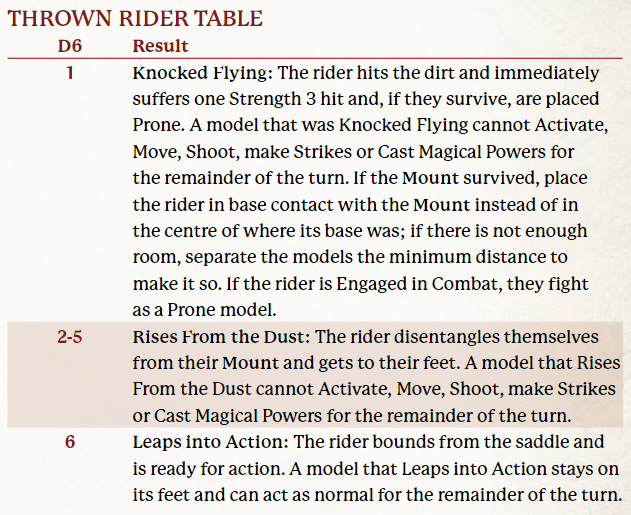 THROWN RIDER TABLE
D6 Result
1 Knocked Flying: The rider hits the dirt and immediately
suffers one Strength 3 hit and, if they survive, are placed
Prone. A model that was Knocked Flying cannot Activate,
Move, Shoot, make Strikes or Cast Magical Powers for
the remainder of the turn. If the Mount survived, place
the rider in base contact with the Mount instead of in
the centre of where its base was; if there is not enough
room, separate the models the minimum distance to
make it so. If the rider is Engaged in Combat, they fight
as a Prone model.
2-5 Rises From the Dust: The rider disentangles themselves
from their Mount and gets to their feet. A model that Rises
From the Dust cannot Activate, Move, Shoot, make Strikes
or Cast Magical Powers for the remainder of the turn.
6 Leaps into Action: The rider bounds from the saddle and
is ready for action. A model that Leaps into Action stays on
its feet and can act as normal for the remainder of the turn.